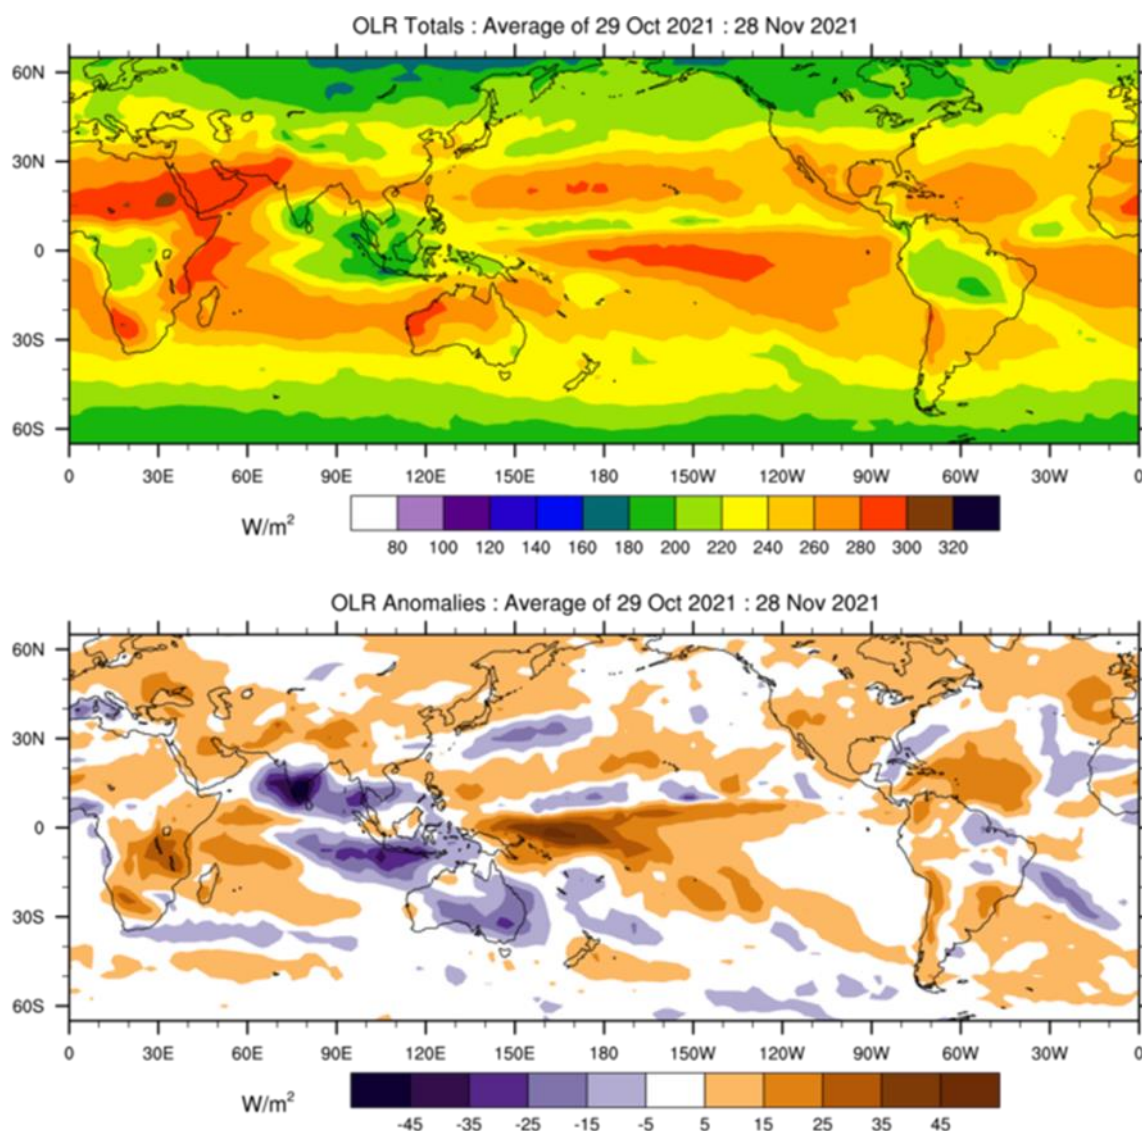 OLR Totals : Average of 29 Oct 2021 : 28 Nov 2021
60N
30N
0
30S
60S
0 30E 60E 90E 120E 150E 180 150W 120W 90W 60W 30W 0
W/m²
80 100 120 140 160 180 200 220 240 260 280 300 320
OLR Anomalies : Average of 29 Oct 2021 : 28 Nov 2021
60N
30N
0
30S
60S
0 30E 60E 90E 120E 150E 180 150W 120W 90W 60W 30W 0
W/m²
-45 -35 -25 -15 -5 5 15 25 35 45